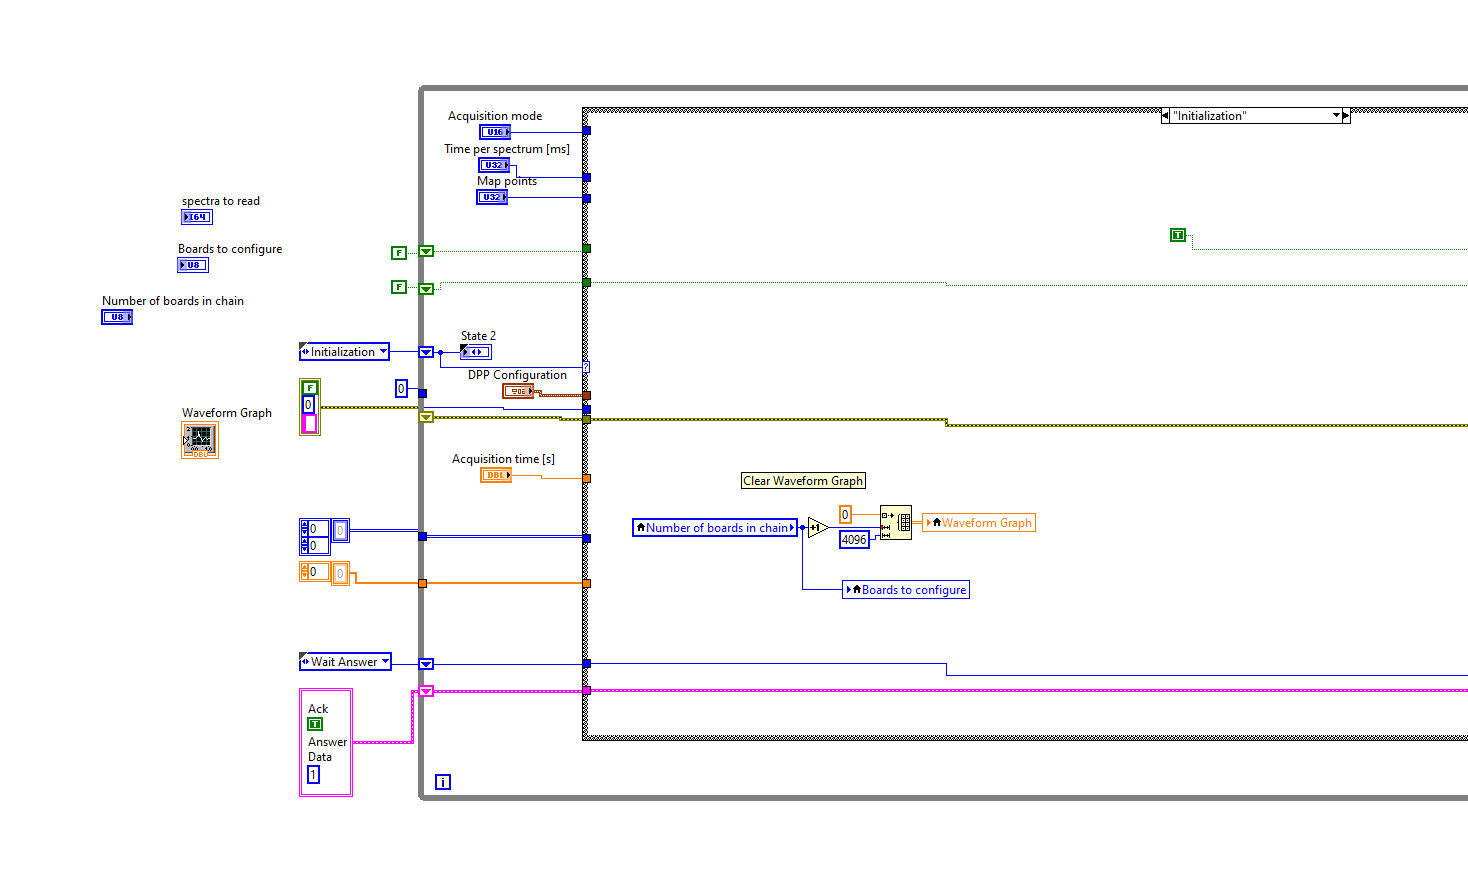 Acquisition mode
U16
"Initialization"
Time per spectrum [ms]
U32
Map points
U32
spectra to read
I64
T
Boards to configure
U8
F
F
Number of boards in chain
U8
State 2
Initialization
?
DPP Configuration
F
0
0
Waveform Graph
DBL
Acquisition time [s]
DBL
Clear Waveform Graph
0
Number of boards in chain
+1
Waveform Graph
0
0
0
4096
0
0
Boards to configure
Wait Answer
Ack
T
Answer
Data
1
i